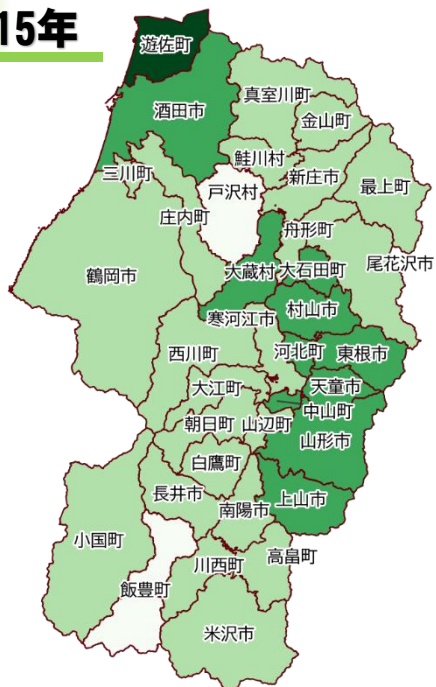 15年
遊佐町
酒田市
真室川町
金山町
鮭川村
三川町
戸沢村
新庄市
最上町
庄内町
舟形町
鶴岡市
大蔵村
大石田町
尾花沢市
寒河江市
村山市
西川町
河北町
東根市
大江町
天童市
中山町
朝日町
山辺町
山形市
白鷹町
長井市
南陽市
上山市
小国町
高畠町
川西町
飯豊町
米沢市